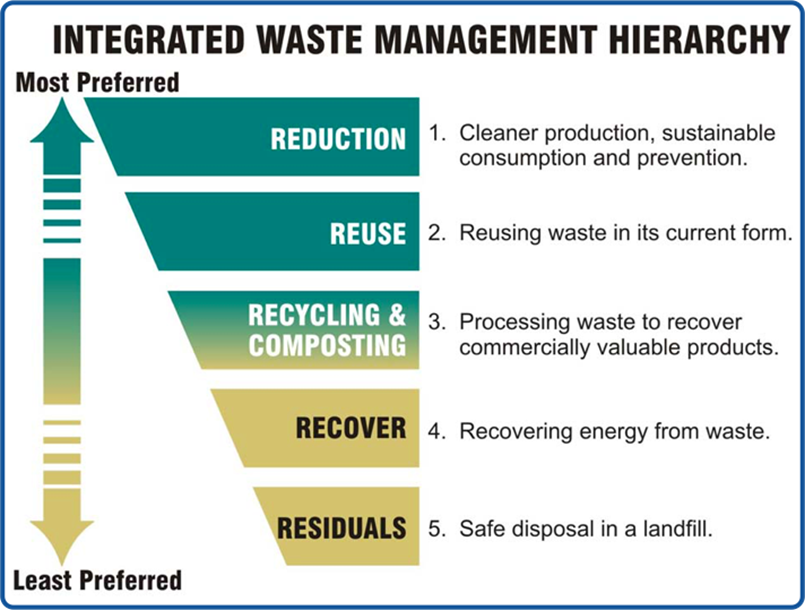 INTEGRATED WASTE MANAGEMENT HIERARCHY
Most Preferred
REDUCTION
1. Cleaner production, sustainable
consumption and prevention.
REUSE
2. Reusing waste in its current form.
RECYCLING &
COMPOSTING
3. Processing waste to recover
commercially valuable products.
RECOVER
4. Recovering energy from waste.
RESIDUALS
5. Safe disposal in a landfill.
Least Preferred